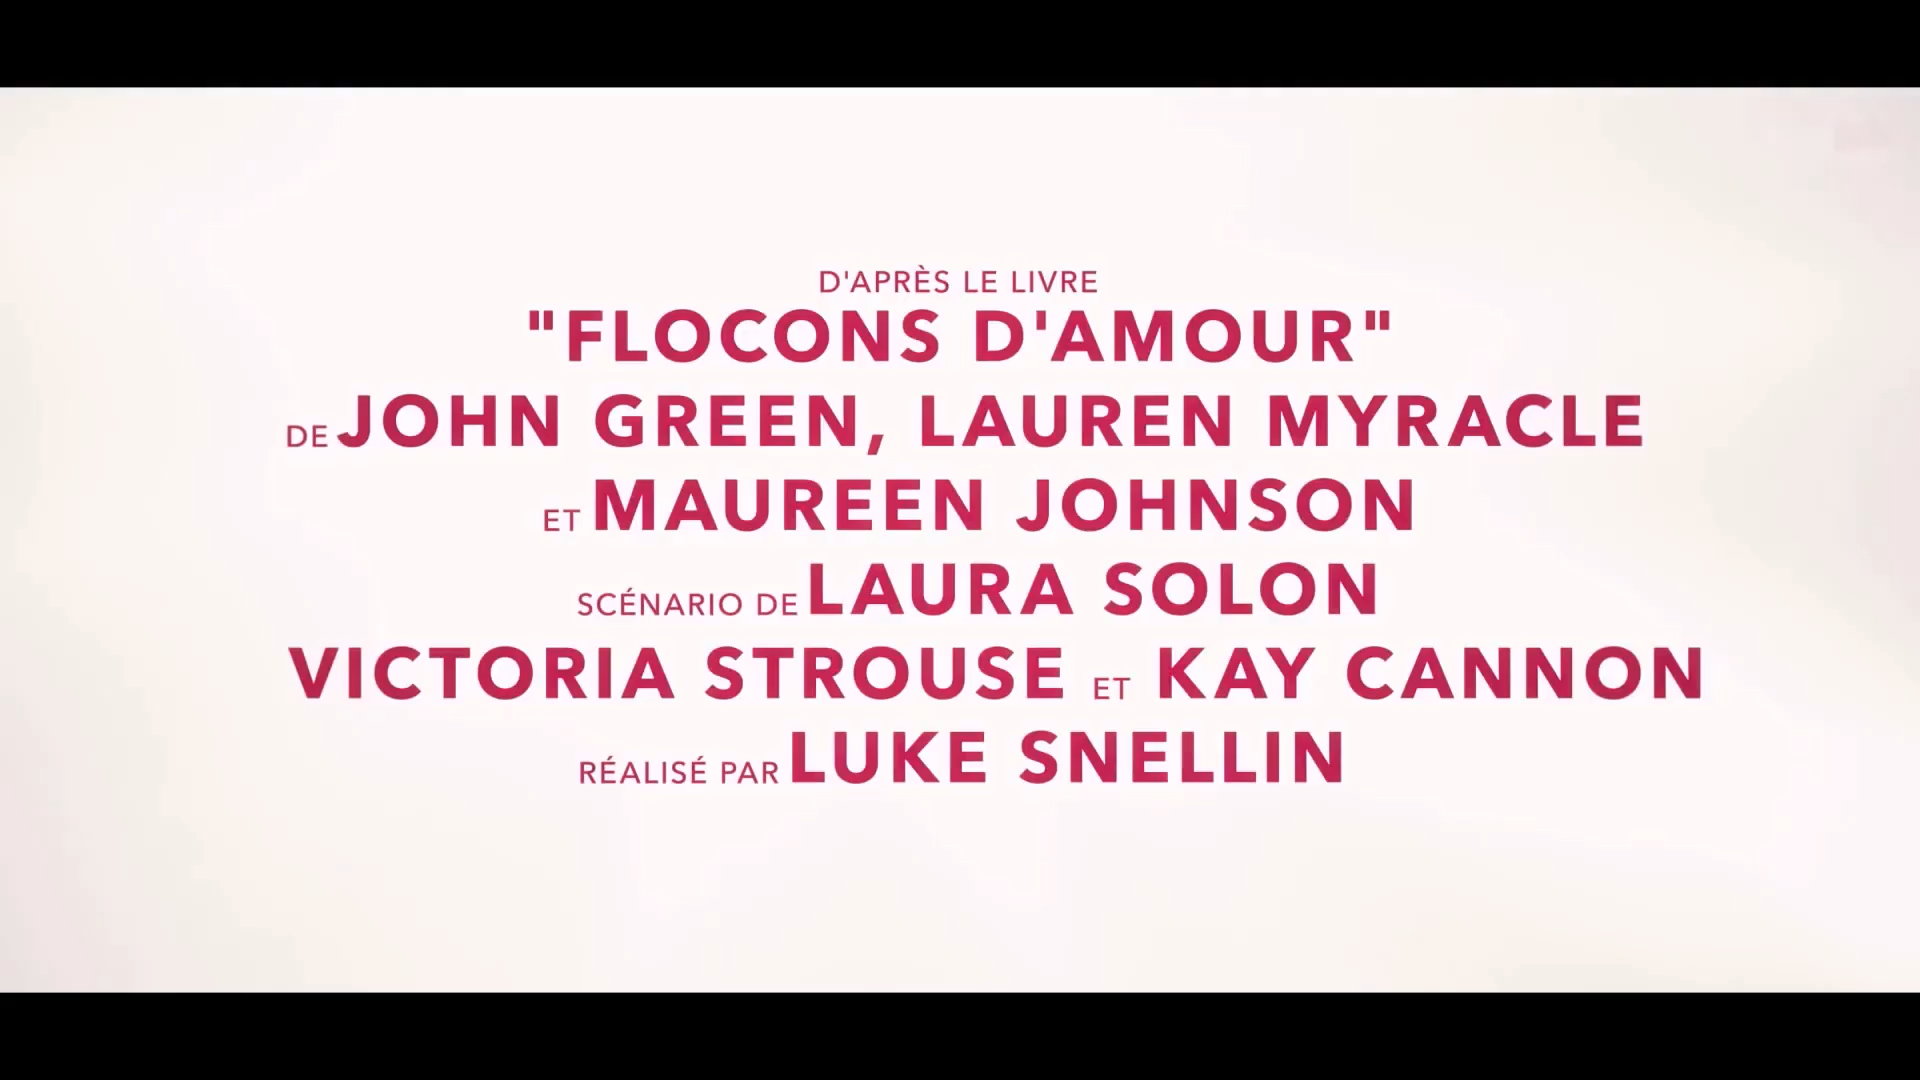 D'APRÈS LE LIVRE
"FLOCONS D'AMOUR"
DE JOHN GREEN, LAUREN MYRACLE
ET MAUREEN JOHNSON
SCÉNARIO DE LAURA SOLON
VICTORIA STROUSE ET KAY CANNON
RÉALISÉ PAR LUKE SNELLIN